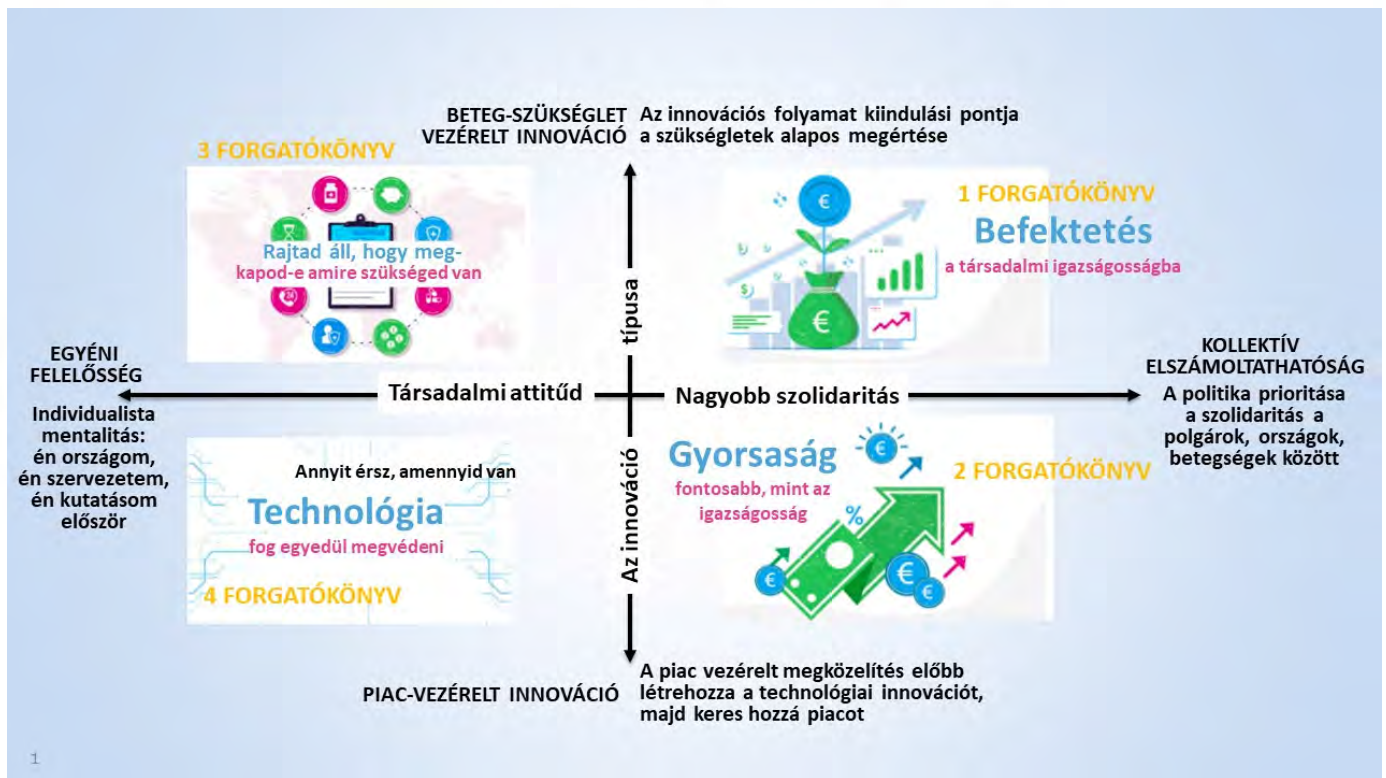 BETEG-SZÜKSÉGLET
VEZÉRELT INNOVÁCIÓ
Az innovációs folyamat kiindulási pontja
a szükségletek alapos megértése
3 FORGATÓKÖNYV
Rajtad áll, hogy meg-
kapod-e amire szükséged van
1 FORGATÓKÖNYV
Befektetés
a társadalmi igazságosságba
típusa
EGYÉNI
FELELŐSSÉG
Individualista
mentalitás:
én országom,
én szervezetem,
én kutatásom
először
Társadalmi attitűd
Nagyobb szolidaritás
KOLLEKTÍV
ELSZÁMOLTATHATÓSÁG
A politika prioritása
a szolidaritás a
polgárok, országok,
betegségek között
Az innováció
Annyit érsz, amennyid van
Technológia
fog egyedül megvédeni
4 FORGATÓKÖNYV
Gyorsaság
fontosabb, mint az
igazságosság
2 FORGATÓKÖNYV
%
€
€
€
€
€
€
$
24
PIAC-VEZÉRELT INNOVÁCIÓ
A piac vezérelt megközelítés előbb
létrehozza a technológiai innovációt,
majd keres hozzá piacot
1